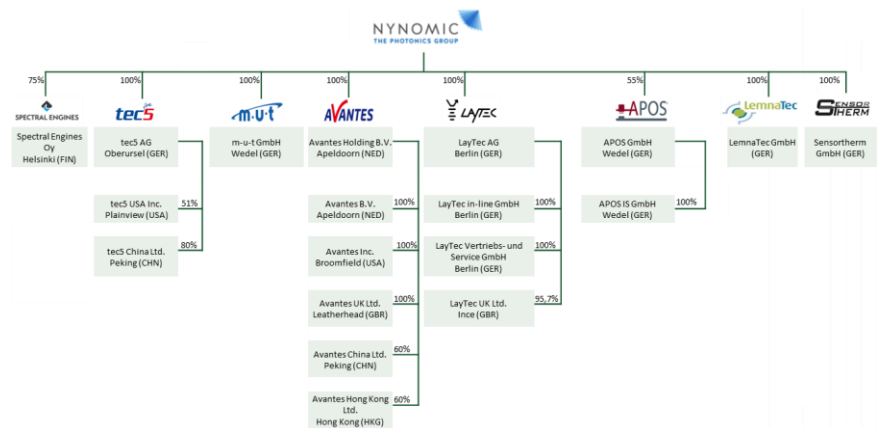 NYNOMIC
THE PHOTONICS GROUP
75%
100%
100%
100%
100%
55%
100%
100%
SPECTRAL ENGINES
tec5
m·u·t
AVANTES
LAYTEC
APOS
LemnaTec
SENSOR
THERM
Spectral Engines
Oy
Helsinki (FIN)
tec5 AG
Oberursel (GER)
m-u-t GmbH
Wedel (GER)
Avantes Holding B.V.
Apeldoorn (NED)
LayTec AG
Berlin (GER)
APOS GmbH
Wedel (GER)
LemnaTec GmbH
(GER)
Sensortherm
GmbH (GER)
tec5 USA Inc.
Plainview (USA)
51%
Avantes B.V.
Apeldoorn (NED)
100%
LayTec in-line GmbH
Berlin (GER)
100%
APOS IS GmbH
Wedel (GER)
100%
tec5 China Ltd.
Peking (CHN)
80%
Avantes Inc.
Broomfield (USA)
100%
LayTec Vertriebs- und
Service GmbH
Berlin (GER)
100%
Avantes UK Ltd.
Leatherhead (GBR)
100%
LayTec UK Ltd.
Ince (GBR)
95,7%
Avantes China Ltd.
Peking (CHN)
60%
Avantes Hong Kong
Ltd.
Hong Kong (HKG)
60%